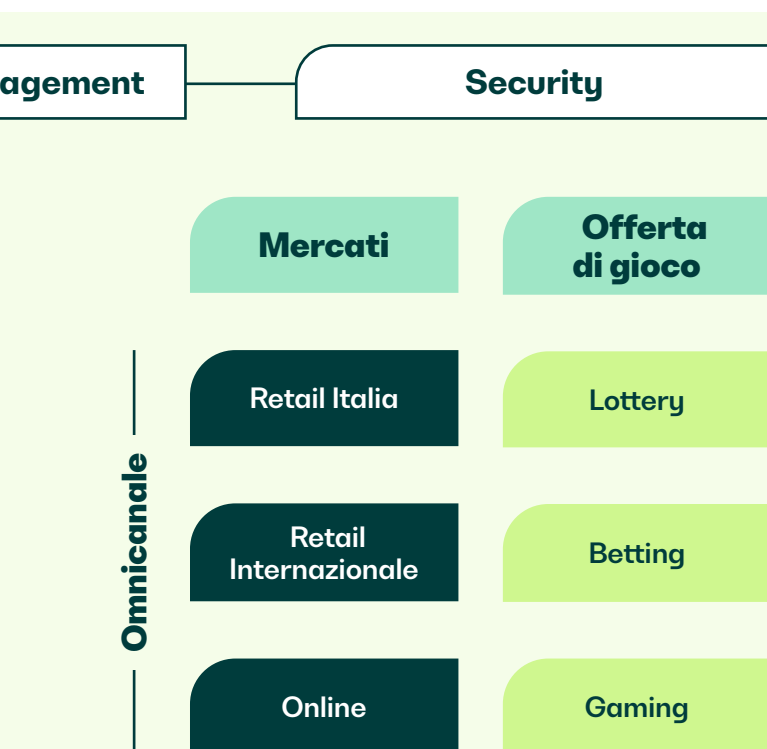 agement
Security
Mercati
Offerta
di gioco
Omnicanale
Retail Italia
Lottery
Retail
Internazionale
Betting
Online
Gaming